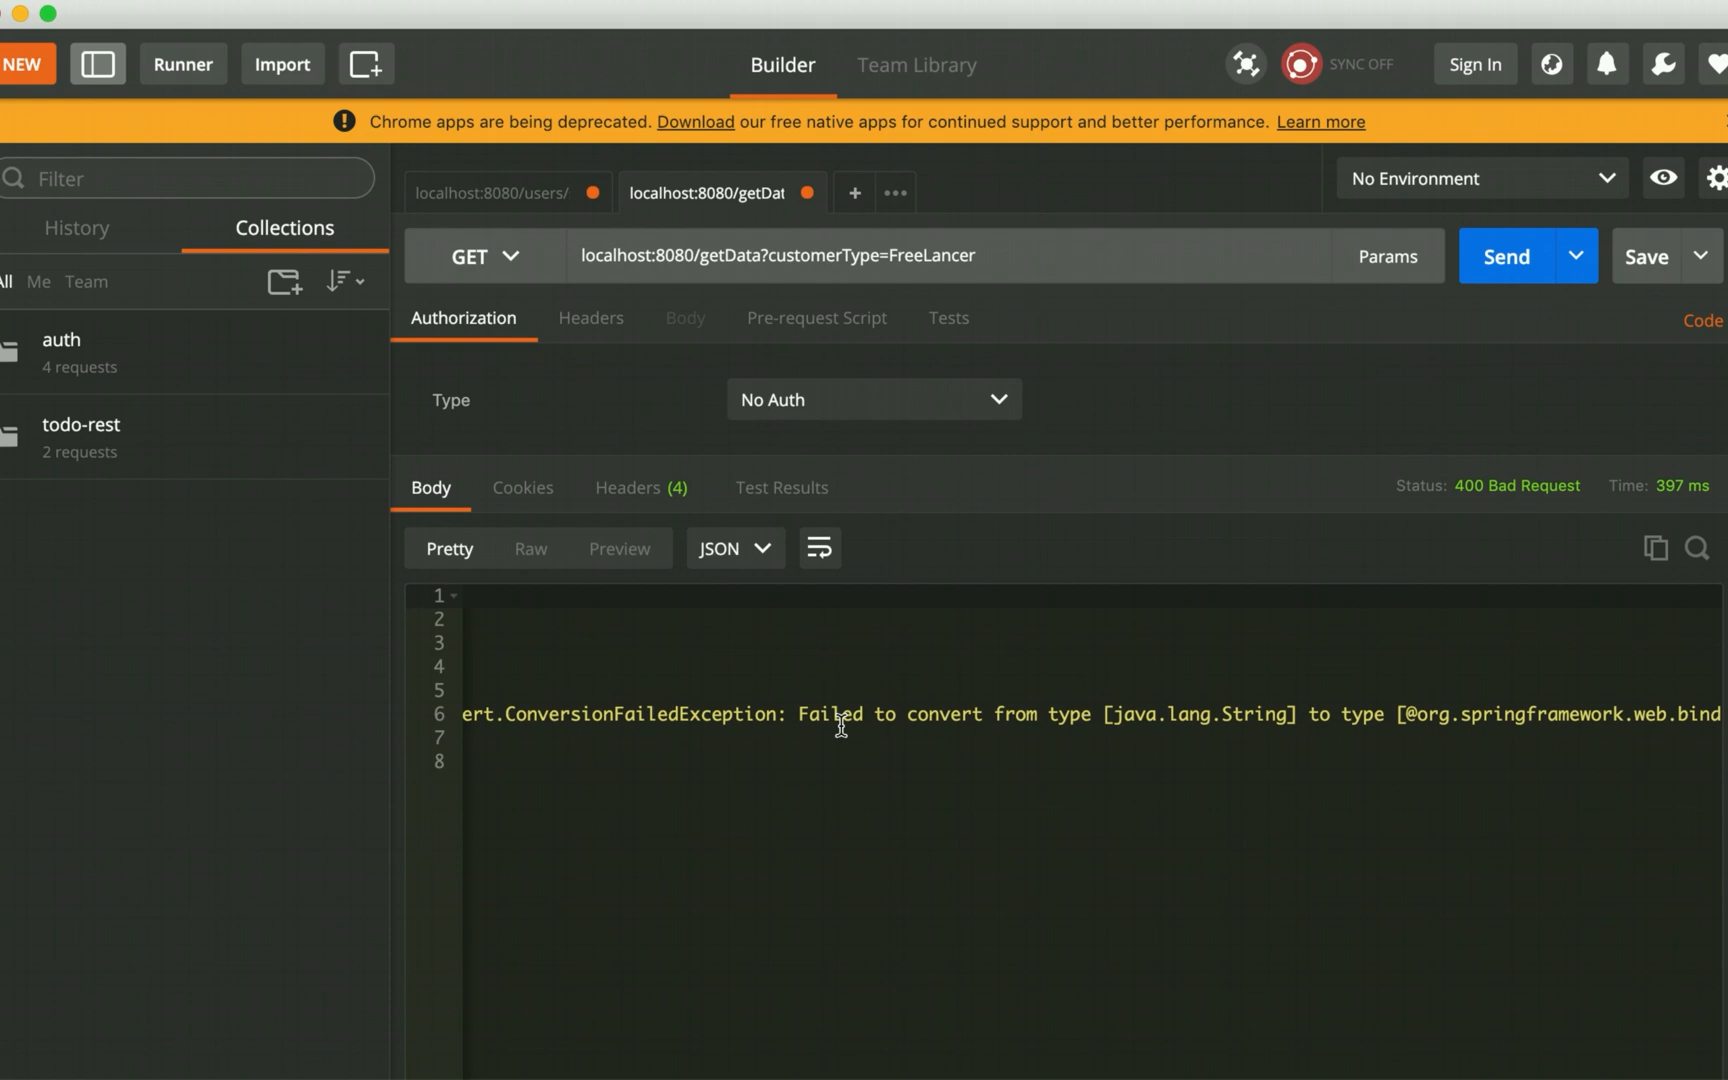 NEW Runner Import Builder Team Library SYNC OFF Sign In
Chrome apps are being deprecated. Download our free native apps for continued support and better performance. Learn more
Filter
localhost:8080/users/ localhost:8080/getDat + ••• No Environment
History Collections
GET localhost:8080/getData?customerType=FreeLancer Params Send Save
All Me Team
Authorization Headers Body Pre-request Script Tests Code
auth
4 requests
Type No Auth
todo-rest
2 requests
Body Cookies Headers (4) Test Results Status: 400 Bad Request Time: 397 ms
Pretty Raw Preview JSON
1
2
3
4
5
6 ert.ConversionFailedException: Failed to convert from type [java.lang.String] to type [@org.springframework.web.bind
7
8